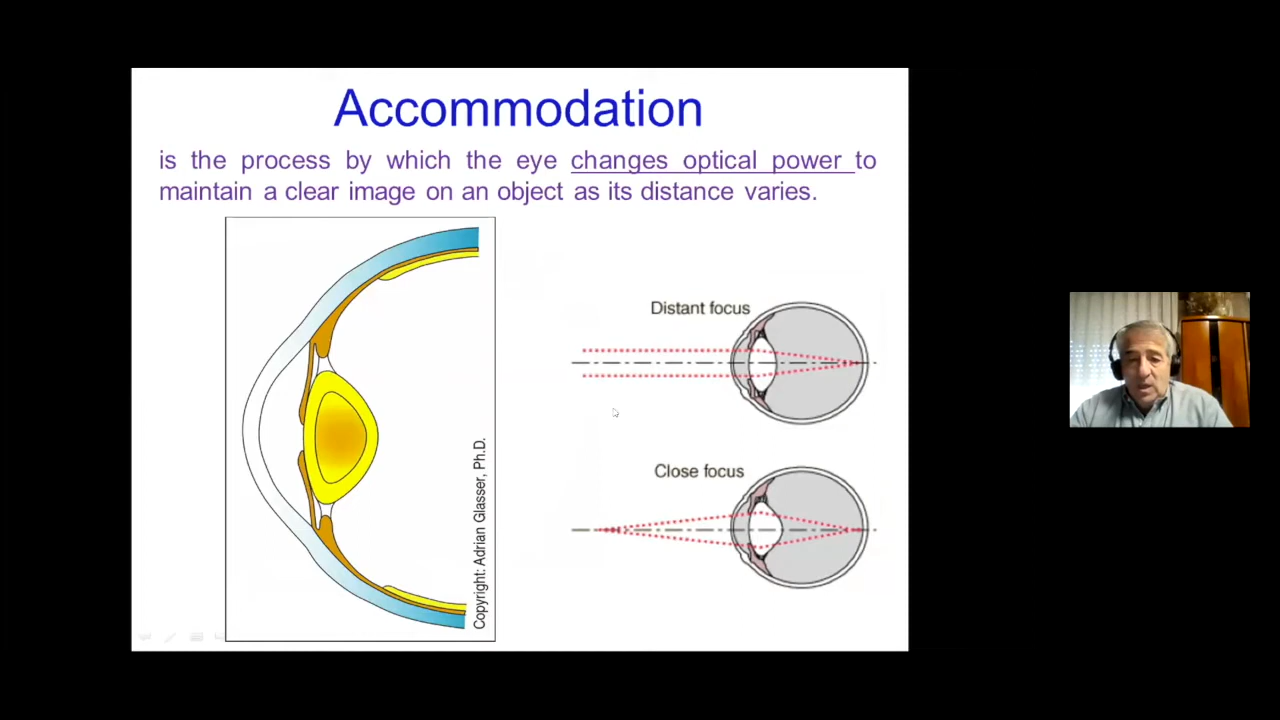 Accommodation
is the process by which the eye changes optical power to
maintain a clear image on an object as its distance varies.
Distant focus
Close focus
Copyright: Adrian Glasser, Ph.D.